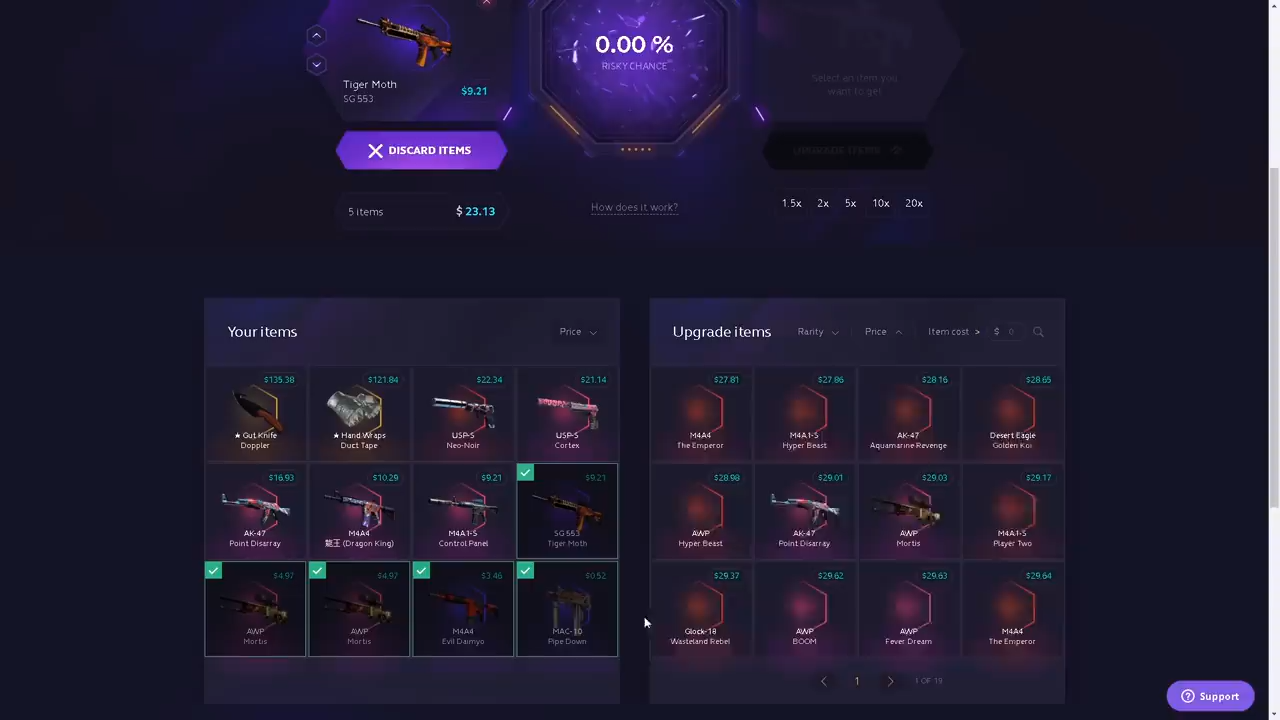 0.00 %
RISKY CHANCE
Tiger Moth
SG 553
$9.21
Select an item you
want to get
DISCARD ITEMS
UPGRADE ITEMS
5 items
$ 23.13
How does it work?
1.5x 2x 5x 10x 20x
Your items
Price
$135.38
★ Gut Knife
Doppler
$121.84
★ Hand Wraps
Duct Tape
$22.34
USP-S
Neo-Noir
$21.14
USP-S
Cortex
$16.93
AK-47
Point Disarray
$10.29
M4A4
龍王 (Dragon King)
$9.21
M4A1-S
Control Panel
$9.21
SG 553
Tiger Moth
$4.97
AWP
Mortis
$4.97
AWP
Mortis
$3.46
M4A4
Evil Daimyo
$0.52
MAC-10
Pipe Down
Upgrade items
Rarity
Price
Item cost > $ 0
$27.81
M4A4
The Emperor
$27.86
M4A1-S
Hyper Beast
$28.16
AK-47
Aquamarine Revenge
$28.65
Desert Eagle
Golden Koi
$28.98
AWP
Hyper Beast
$29.01
AK-47
Point Disarray
$29.03
AWP
Mortis
$29.17
M4A1-S
Player Two
$29.37
Glock-18
Wasteland Rebel
$29.62
AWP
BOOM
$29.63
AWP
Fever Dream
$29.64
M4A4
The Emperor
1
1 OF 19
Support